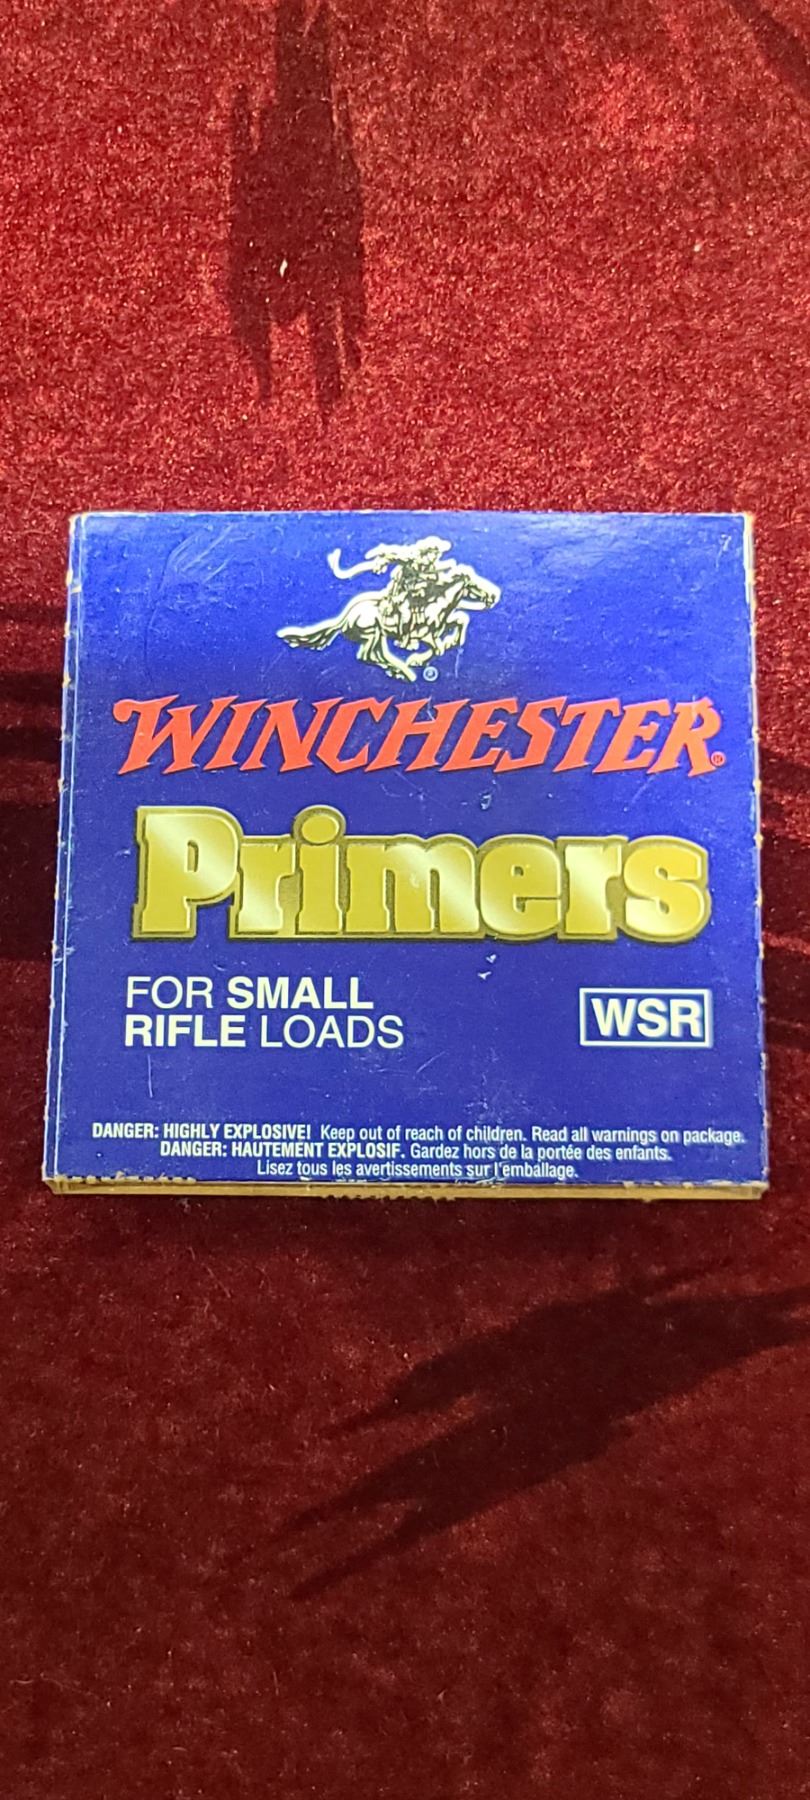 WINCHESTER®
Primers
FOR SMALL
RIFLE LOADS
WSR
DANGER: HIGHLY EXPLOSIVE! Keep out of reach of children. Read all warnings on package.
DANGER: HAUTEMENT EXPLOSIF. Gardez hors de la portée des enfants.
Lisez tous les avertissements sur l'emballage.